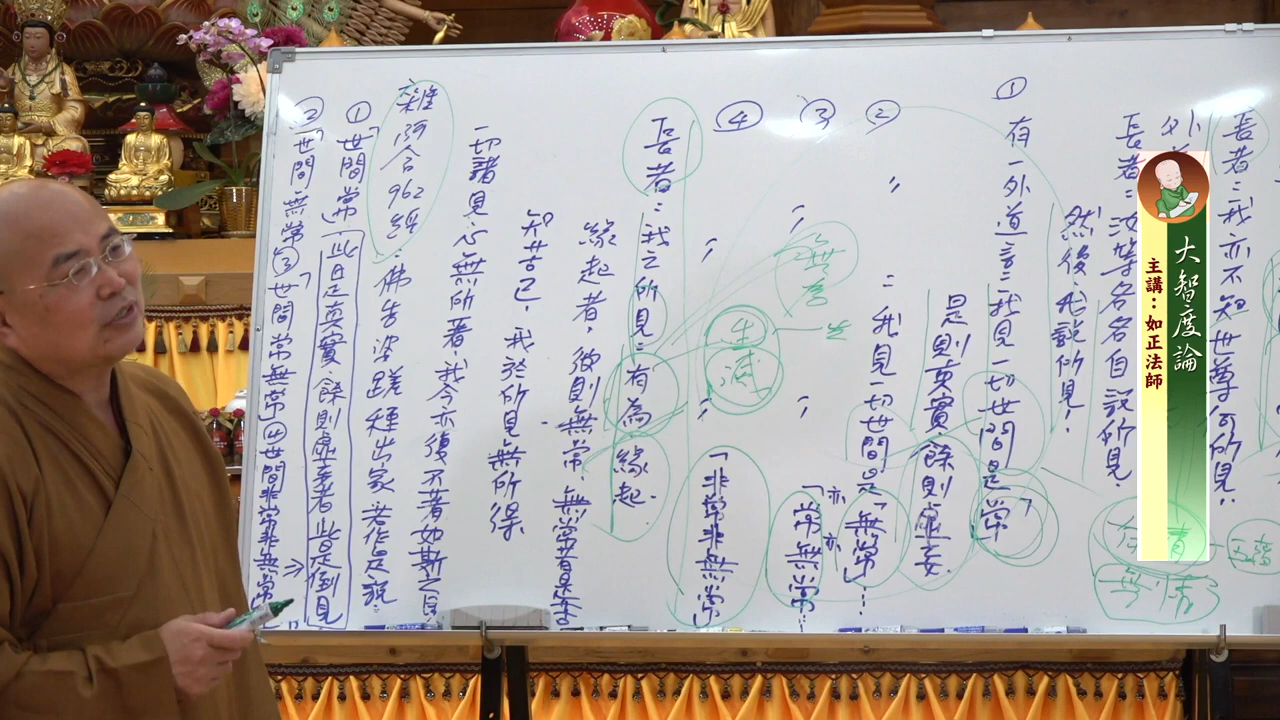 長者：我亦不知世尊何所見．
外
長者：汝等各各自說所見．
然後，我說所見！
① 有一外道言：我見一切世間是「常」
是則真實，餘則虛妄．
② 〃 ：我見一切世間是「無常」…
③ 〃 〃 「亦常亦無常」…
④ 〃 〃 「非常非無常」
長者：我之所見：有為緣起．
緣起者，彼則無常．無常者是苦
知苦已，我於所見無所得
一切諸見，心無所著，我今亦復不著如斯之見
雜阿含962經：佛告婆蹉種出家：若作是說：
①「世間常」，此是真實，餘則虛妄者，此是倒見
②「世間無常」③「世間常無常」④世間非常非無常
無
言
生
滅
無情
大智度論
主講：如正法師